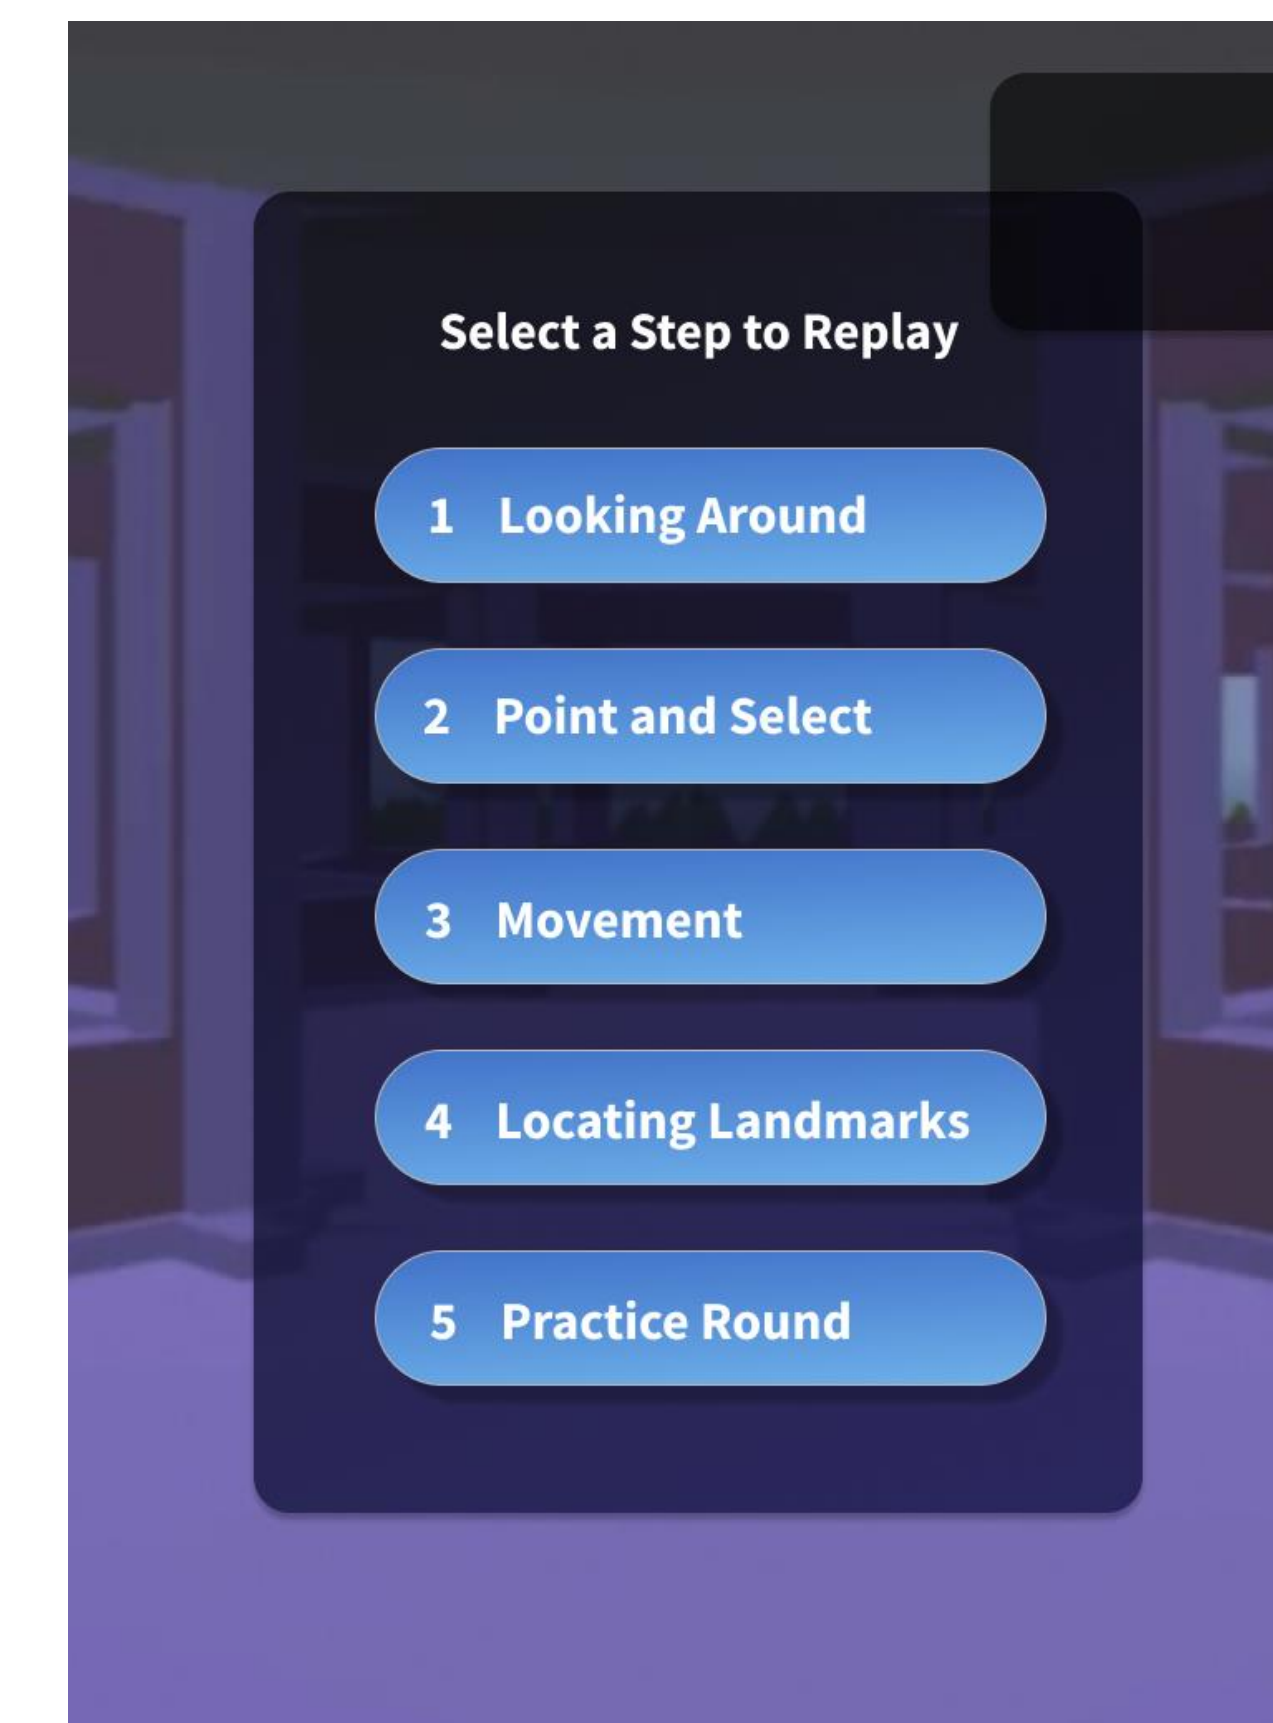 Select a Step to Replay
1 Looking Around
2 Point and Select
3 Movement
4 Locating Landmarks
5 Practice Round